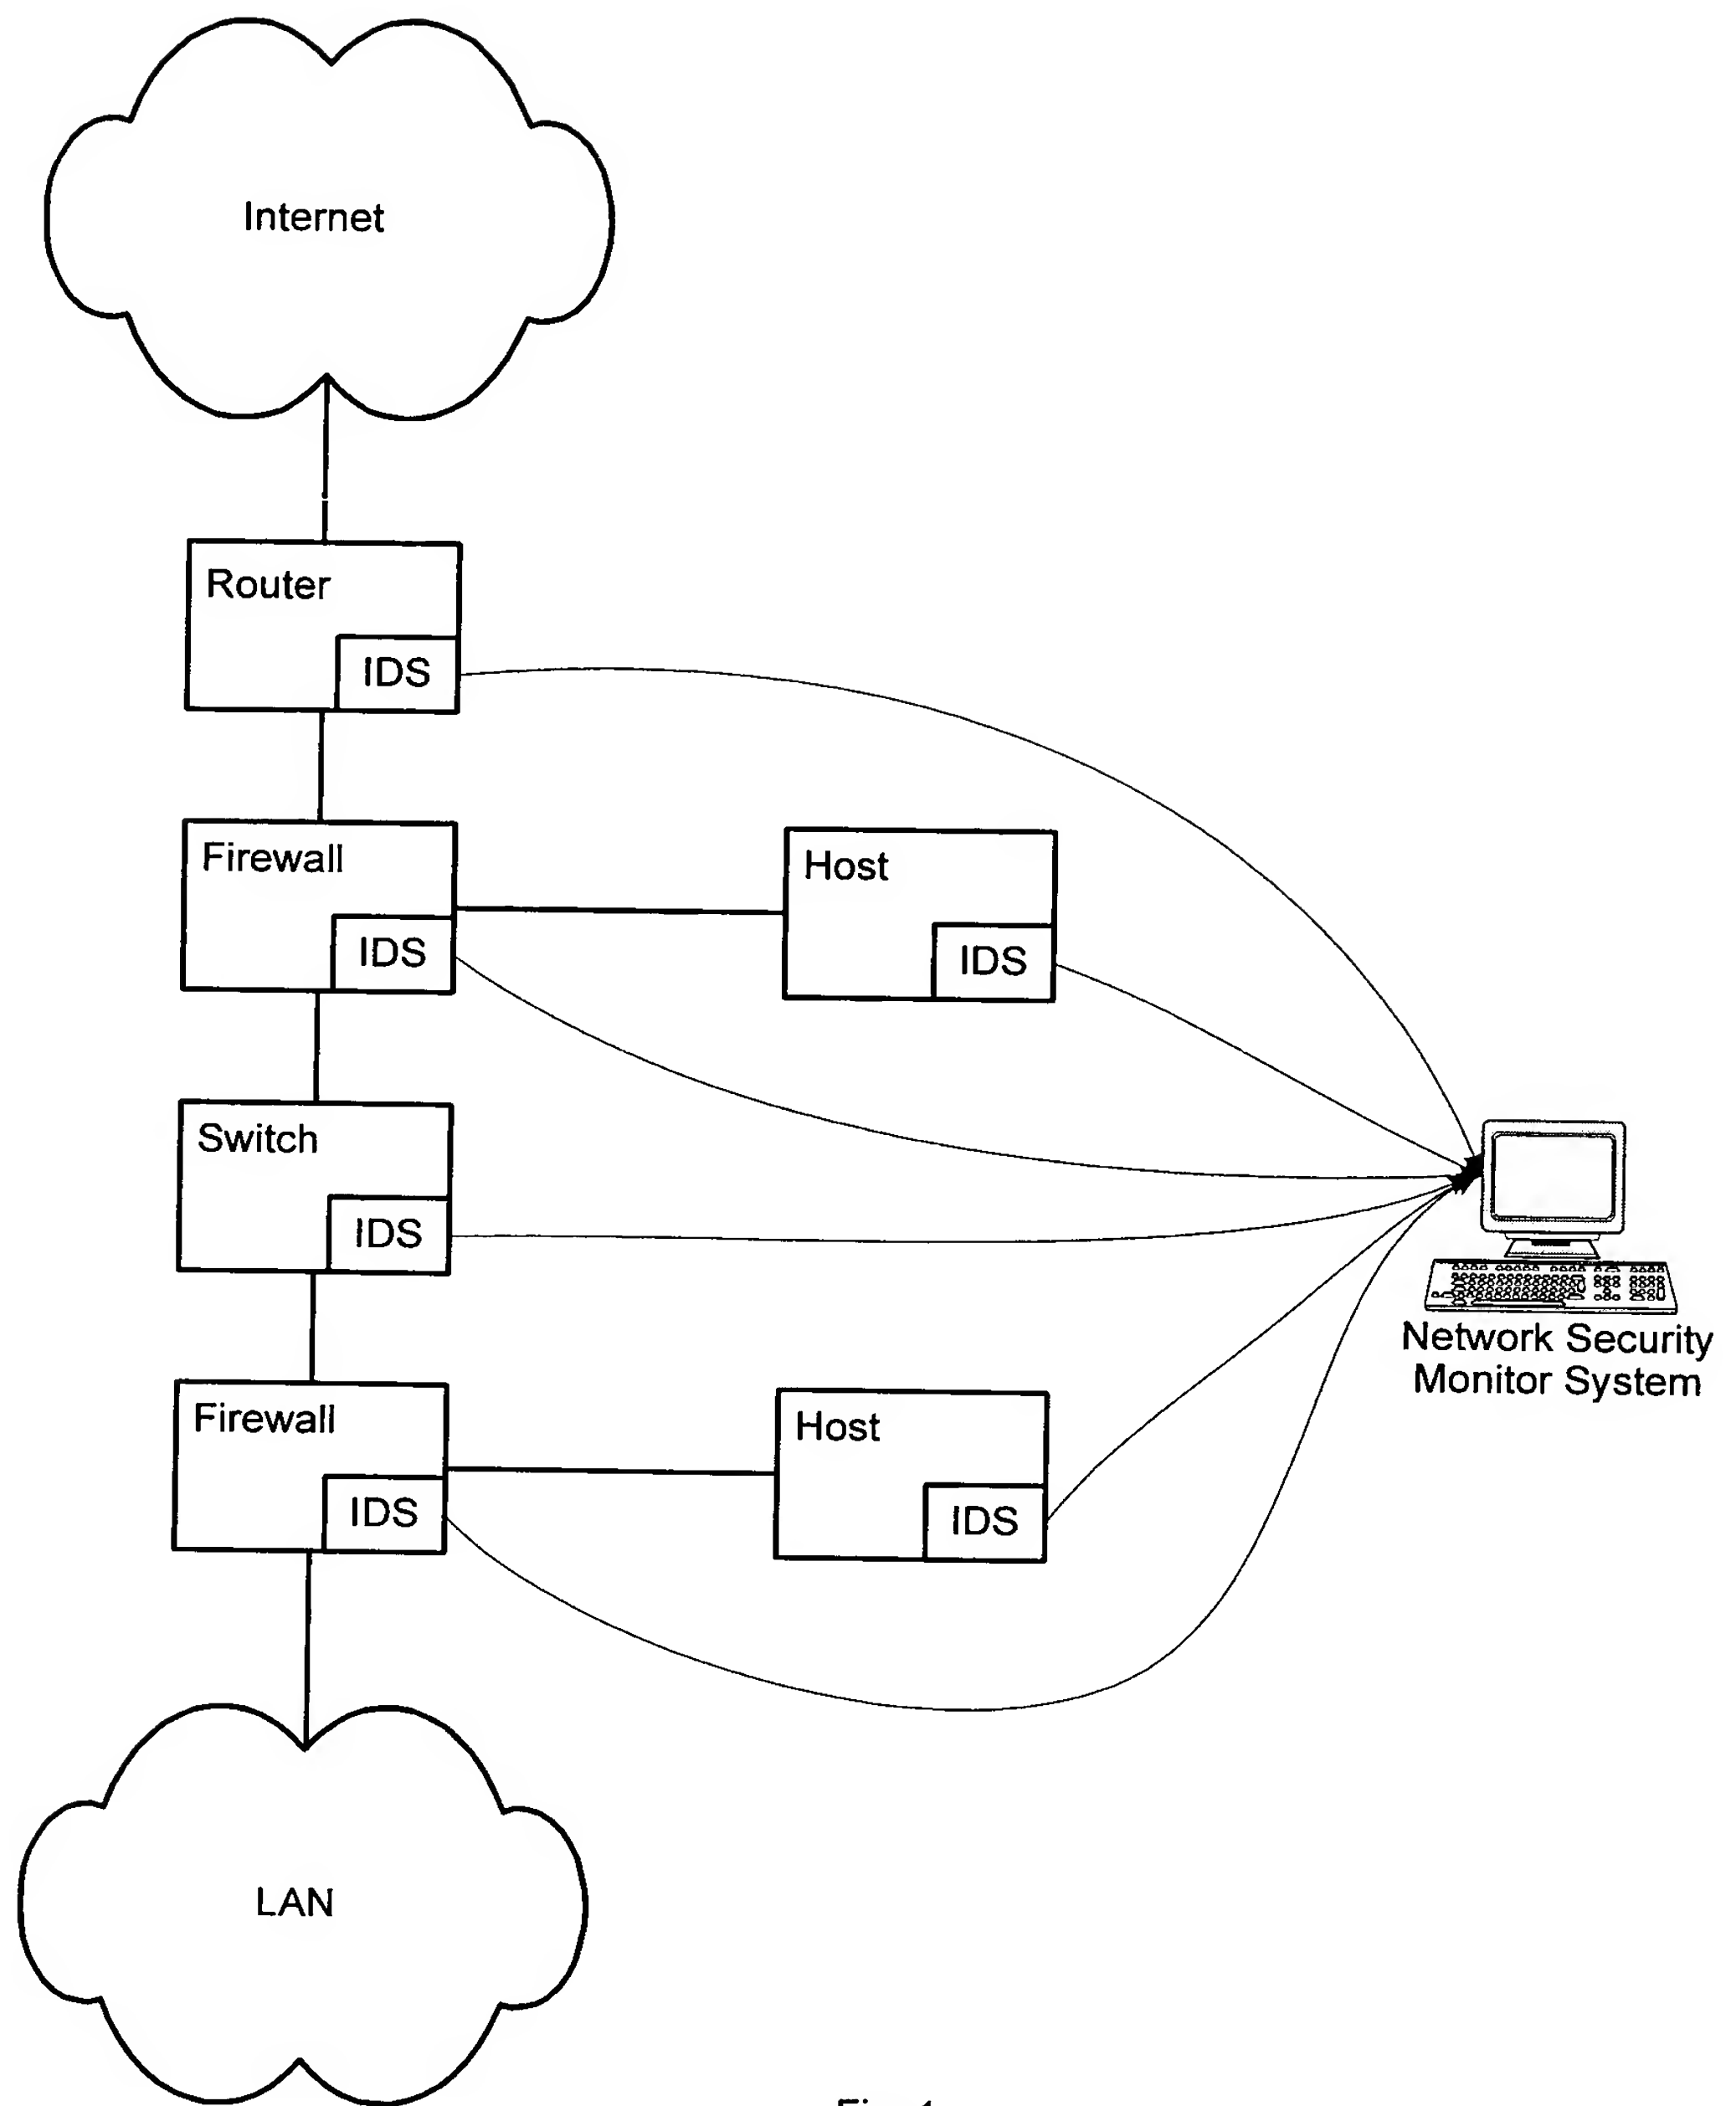 Internet
Router
IDS
Firewall
IDS
Host
IDS
Switch
IDS
Network Security
Monitor System
Firewall
IDS
Host
IDS
LAN